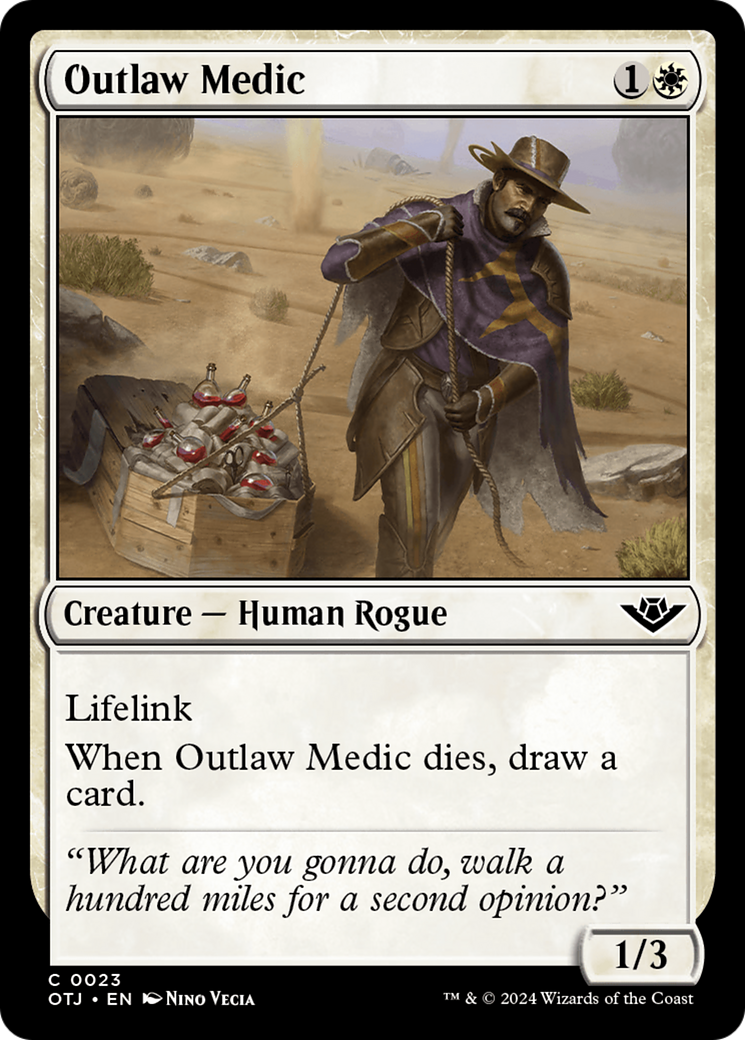 Outlaw Medic 1
Creature — Human Rogue
Lifelink
When Outlaw Medic dies, draw a
card.
“What are you gonna do, walk a
hundred miles for a second opinion?”
1/3
C 0023
OTJ • EN Nino Vecia
™ & © 2024 Wizards of the Coast